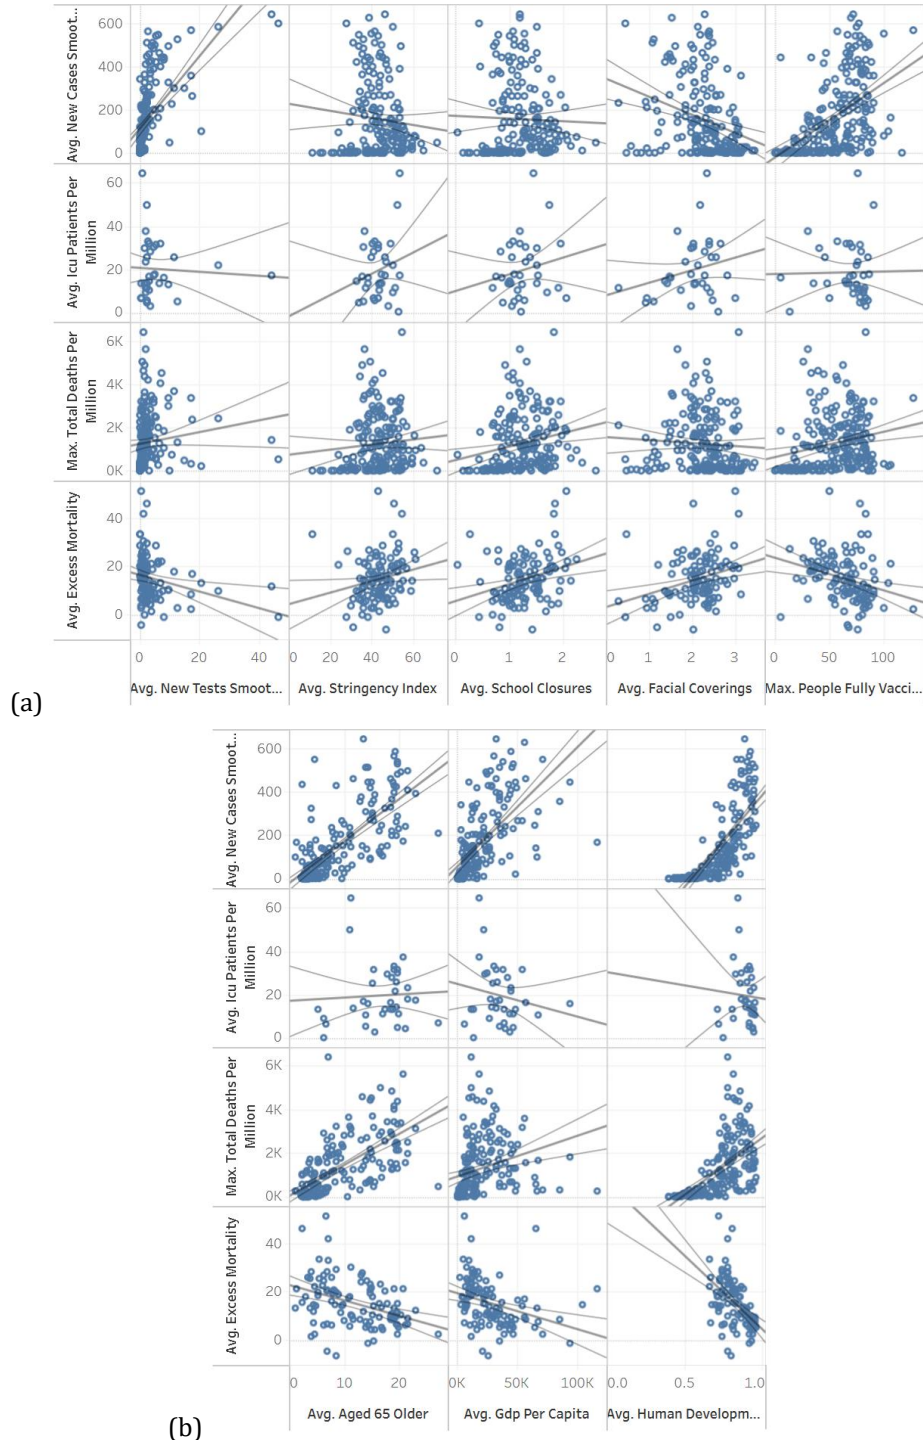 Avg. New Cases Smoot...
600
400
200
0
Avg. Icu Patients Per
Million
60
40
20
0
Max. Total Deaths Per
Million
6K
4K
2K
0K
Avg. Excess Mortality
40
20
0
0 20 40 0 20 40 60 80 0 1 2 0 1 2 3 0 50 100
Avg. New Tests Smoot... Avg. Stringency Index Avg. School Closures Avg. Facial Coverings Max. People Fully Vacci...
(a)
Avg. New Cases Smoot...
600
400
200
0
Avg. Icu Patients Per
Million
60
40
20
0
Max. Total Deaths Per
Million
6K
4K
2K
0K
Avg. Excess Mortality
40
20
0
0 10 20 0K 50K 100K 0.0 0.5 1.0
Avg. Aged 65 Older Avg. Gdp Per Capita Avg. Human Developm...
(b)